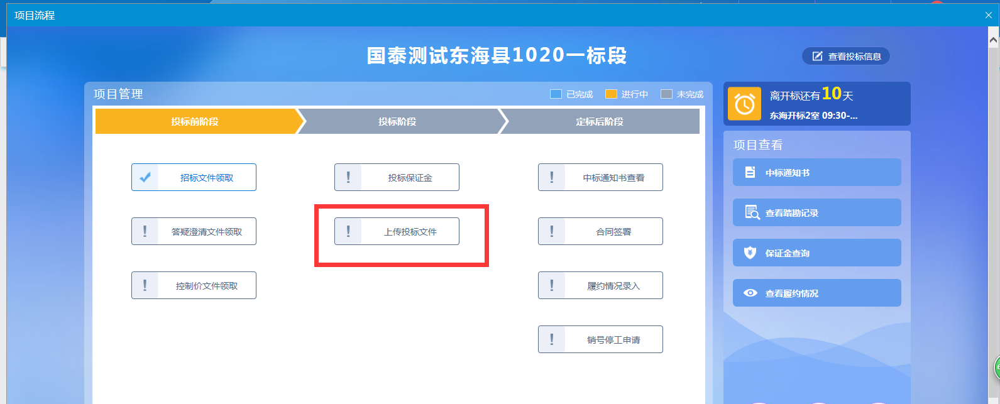 项目流程
国泰测试东海县1020一标段
查看投标信息
项目管理
已完成
进行中
未完成
投标前阶段
投标阶段
定标后阶段
招标文件领取
投标保证金
中标通知书查看
答疑澄清文件领取
上传投标文件
合同签署
控制价文件领取
履约情况录入
销号停工申请
离开标还有10天
东海开标2室 09:30-...
项目查看
中标通知书
查看踏勘记录
保证金查询
查看履约情况